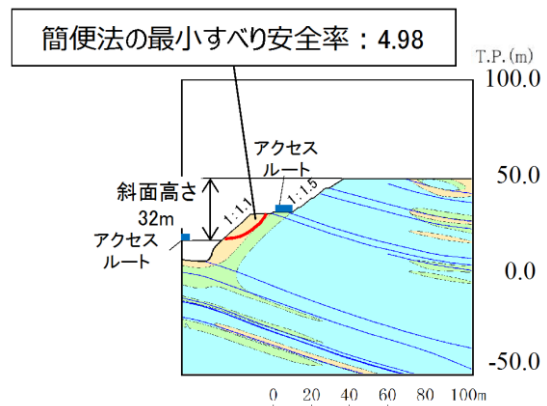 簡便法の最小すべり安全率：4.98
T.P.(m)
100.0
アクセス
ルート
50.0
斜面高さ
32m
1:1.1
1:1.5
アクセス
ルート
0.0
-50.0
0 20 40 60 80 100m